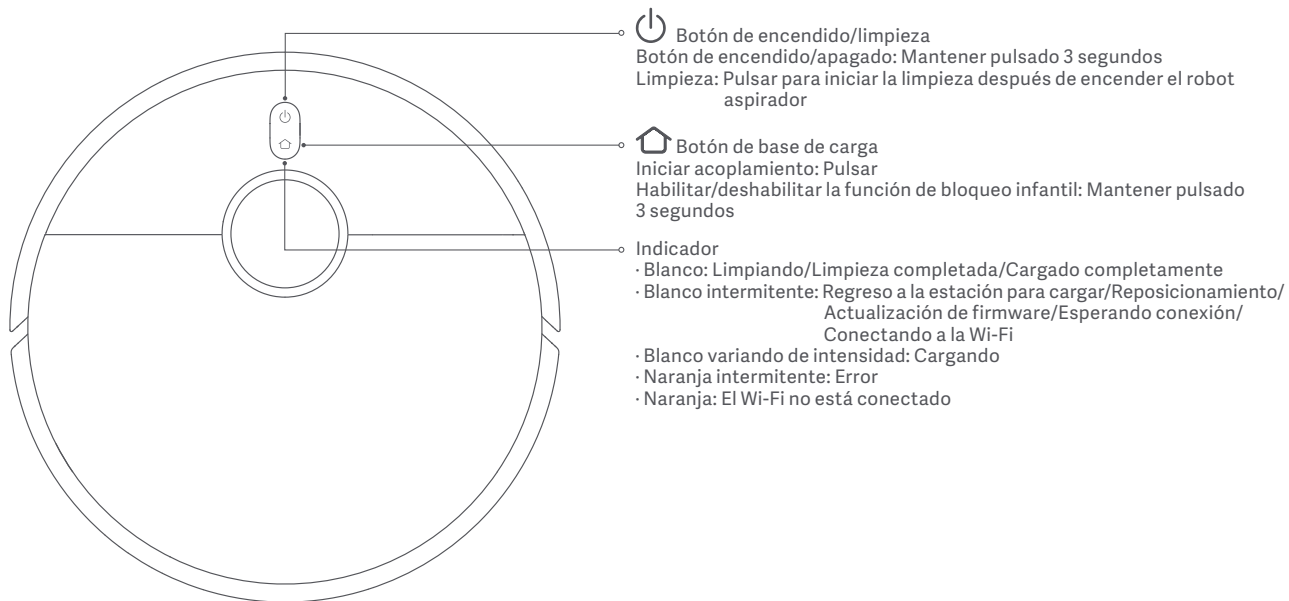 Botón de encendido/limpieza
Botón de encendido/apagado: Mantener pulsado 3 segundos
Limpieza: Pulsar para iniciar la limpieza después de encender el robot
aspirador
Botón de base de carga
Iniciar acoplamiento: Pulsar
Habilitar/deshabilitar la función de bloqueo infantil: Mantener pulsado
3 segundos
Indicador
· Blanco: Limpiando/Limpieza completada/Cargado completamente
· Blanco intermitente: Regreso a la estación para cargar/Reposicionamiento/
Actualización de firmware/Esperando conexión/
Conectando a la Wi-Fi
· Blanco variando de intensidad: Cargando
· Naranja intermitente: Error
· Naranja: El Wi-Fi no está conectado